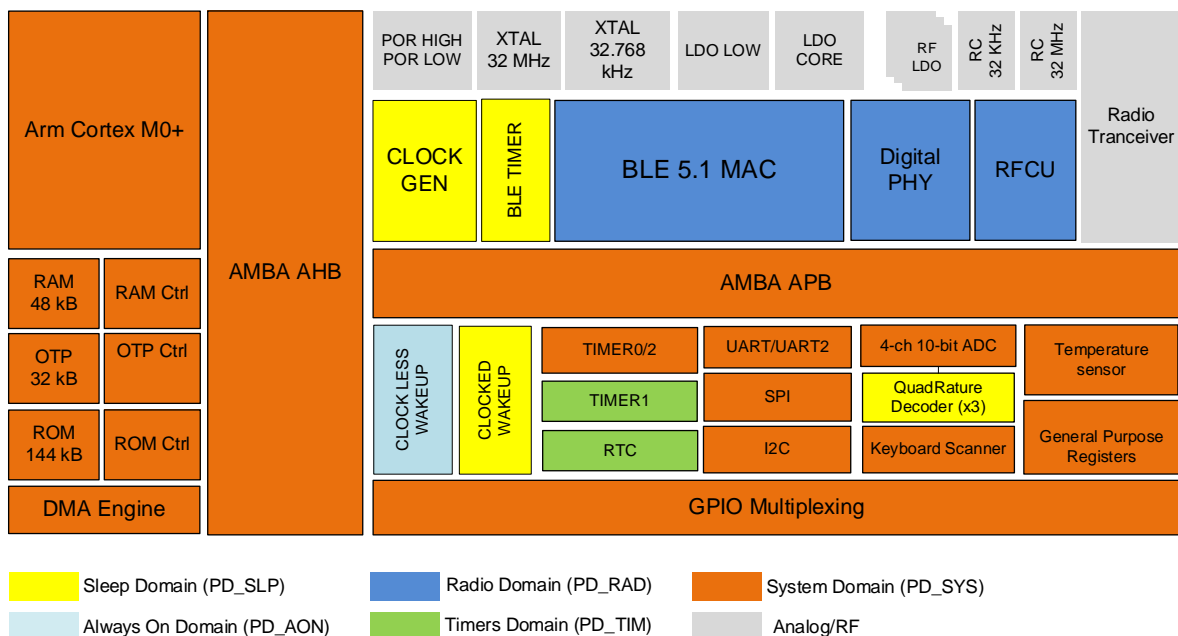 Arm Cortex M0+
RAM
48 kB
RAM Ctrl
OTP
32 kB
OTP Ctrl
ROM
144 kB
ROM Ctrl
DMA Engine
AMBA AHB
POR HIGH
POR LOW
XTAL
32 MHz
XTAL
32.768
kHz
LDO LOW
LDO
CORE
RF
LDO
RC
32 KHz
RC
32 MHz
Radio
Tranceiver
CLOCK
GEN
BLE TIMER
BLE 5.1 MAC
Digital
PHY
RFCU
AMBA APB
CLOCK LESS
WAKEUP
CLOCKED
WAKEUP
TIMER0/2
TIMER1
RTC
UART/UART2
SPI
I2C
4-ch 10-bit ADC
QuadRature
Decoder (x3)
Keyboard Scanner
Temperature
sensor
General Purpose
Registers
GPIO Multiplexing
Sleep Domain (PD_SLP)
Radio Domain (PD_RAD)
System Domain (PD_SYS)
Always On Domain (PD_AON)
Timers Domain (PD_TIM)
Analog/RF